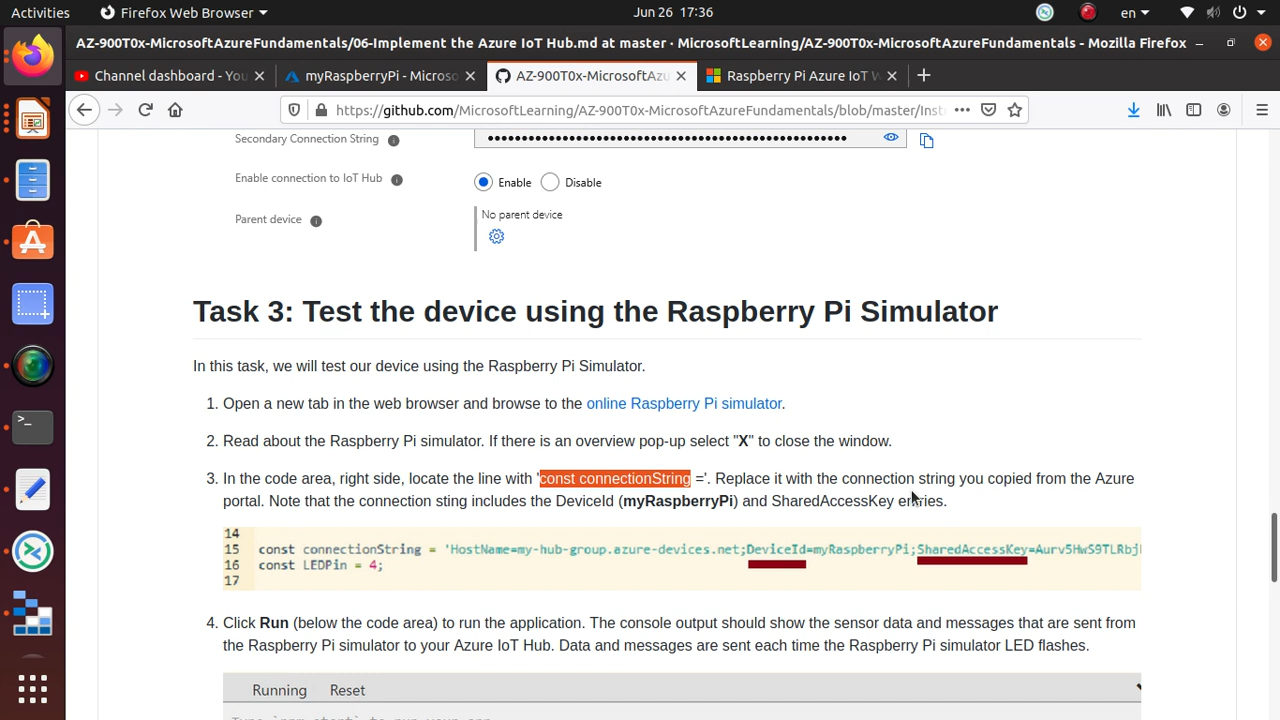 Activities
Firefox Web Browser
Jun 26 17:36
en
AZ-900T0x-MicrosoftAzureFundamentals/06-Implement the Azure IoT Hub.md at master · MicrosoftLearning/AZ-900T0x-MicrosoftAzureFundamentals - Mozilla Firefox
Channel dashboard - You
myRaspberryPi - Microso
AZ-900T0x-MicrosoftAzu
Raspberry Pi Azure IoT W
https://github.com/MicrosoftLearning/AZ-900T0x-MicrosoftAzureFundamentals/blob/master/Inst
Secondary Connection String
Enable connection to IoT Hub
Enable
Disable
Parent device
No parent device
Task 3: Test the device using the Raspberry Pi Simulator
In this task, we will test our device using the Raspberry Pi Simulator.
1. Open a new tab in the web browser and browse to the online Raspberry Pi simulator.
2. Read about the Raspberry Pi simulator. If there is an overview pop-up select "X" to close the window.
3. In the code area, right side, locate the line with 'const connectionString ='. Replace it with the connection string you copied from the Azure
portal. Note that the connection sting includes the DeviceId (myRaspberryPi) and SharedAccessKey entries.
14
15 const connectionString = 'HostName=my-hub-group.azure-devices.net;DeviceId=myRaspberryPi;SharedAccessKey=Aurv5HwS9TLRbj
16 const LEDPin = 4;
17
4. Click Run (below the code area) to run the application. The console output should show the sensor data and messages that are sent from
the Raspberry Pi simulator to your Azure IoT Hub. Data and messages are sent each time the Raspberry Pi simulator LED flashes.
Running Reset